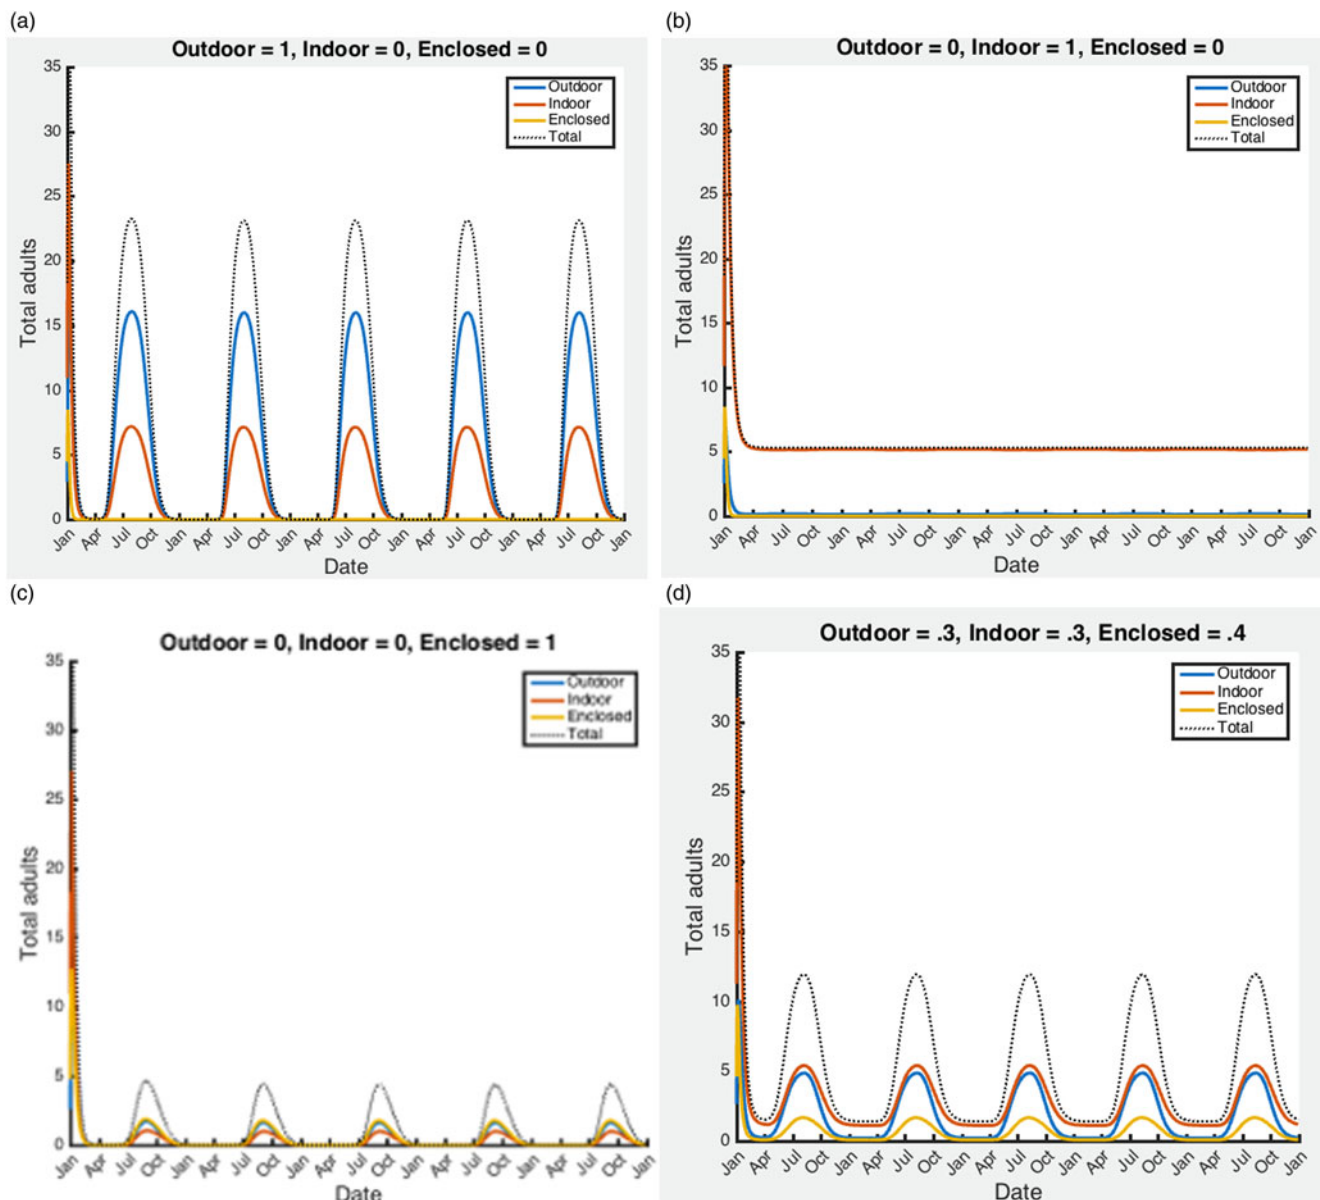 (a)
Outdoor = 1, Indoor = 0, Enclosed = 0
35
30
25
20
15
10
5
0
Total adults
Outdoor
Indoor
Enclosed
Total
Jan Apr Jul Oct Jan Apr Jul Oct Jan Apr Jul Oct Jan Apr Jul Oct Jan Apr Jul Oct Jan
Date
(b)
Outdoor = 0, Indoor = 1, Enclosed = 0
35
30
25
20
15
10
5
0
Total adults
Outdoor
Indoor
Enclosed
Total
Jan Apr Jul Oct Jan Apr Jul Oct Jan Apr Jul Oct Jan Apr Jul Oct Jan Apr Jul Oct Jan
Date
(c)
Outdoor = 0, Indoor = 0, Enclosed = 1
35
30
25
20
15
10
5
0
Total adults
Outdoor
Indoor
Enclosed
Total
Jan Apr Jul Oct Jan Apr Jul Oct Jan Apr Jul Oct Jan Apr Jul Oct Jan Apr Jul Oct Jan
Date
(d)
Outdoor = .3, Indoor = .3, Enclosed = .4
35
30
25
20
15
10
5
0
Total adults
Outdoor
Indoor
Enclosed
Total
Jan Apr Jul Oct Jan Apr Jul Oct Jan Apr Jul Oct Jan Apr Jul Oct Jan Apr Jul Oct Jan
Date